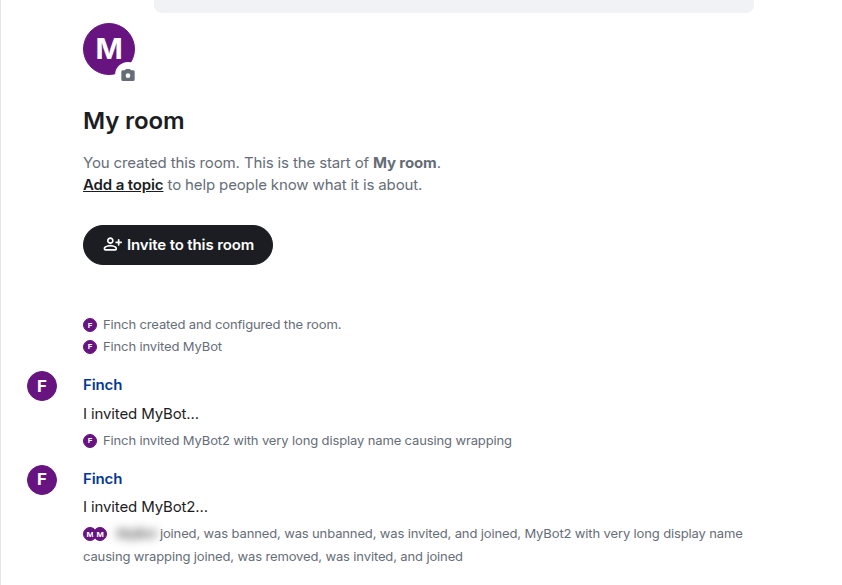 M
My room
You created this room. This is the start of My room.
Add a topic to help people know what it is about.
Invite to this room
F Finch created and configured the room.
F Finch invited MyBot
F Finch
I invited MyBot...
F Finch invited MyBot2 with very long display name causing wrapping
F Finch
I invited MyBot2...
M M joined, was banned, was unbanned, was invited, and joined, MyBot2 with very long display name
causing wrapping joined, was removed, was invited, and joined